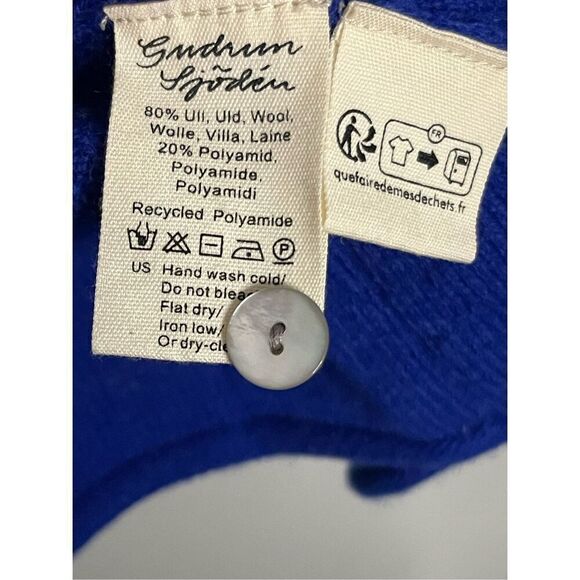 Gudrun
Sjödén
80% Ull, Uld, Wool,
Wolle, Villa, Laine
20% Polyamid,
Polyamide,
Polyamidi
Recycled Polyamide
P
US Hand wash cold/
Do not blea
Flat dry/
Iron low/
Or dry-cle
FR
quefairedemesdechets.fr